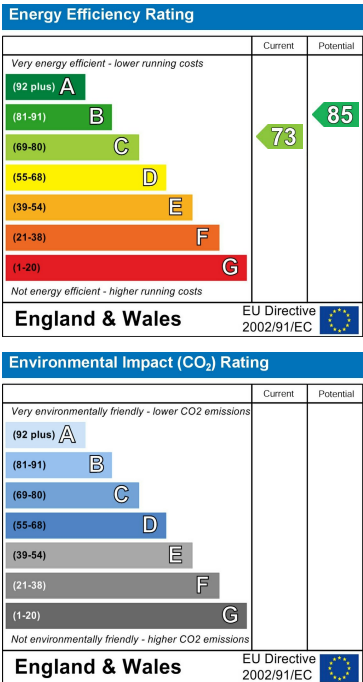 Energy Efficiency Rating
Current Potential
Very energy efficient - lower running costs
(92 plus) A
(81-91) B
(69-80) C
(55-68) D
(39-54) E
(21-38) F
(1-20) G
73
85
Not energy efficient - higher running costs
England & Wales
EU Directive
2002/91/EC
Environmental Impact (CO₂) Rating
Current Potential
Very environmentally friendly - lower CO2 emissions
(92 plus) A
(81-91) B
(69-80) C
(55-68) D
(39-54) E
(21-38) F
(1-20) G
Not environmentally friendly - higher CO2 emissions
England & Wales
EU Directive
2002/91/EC